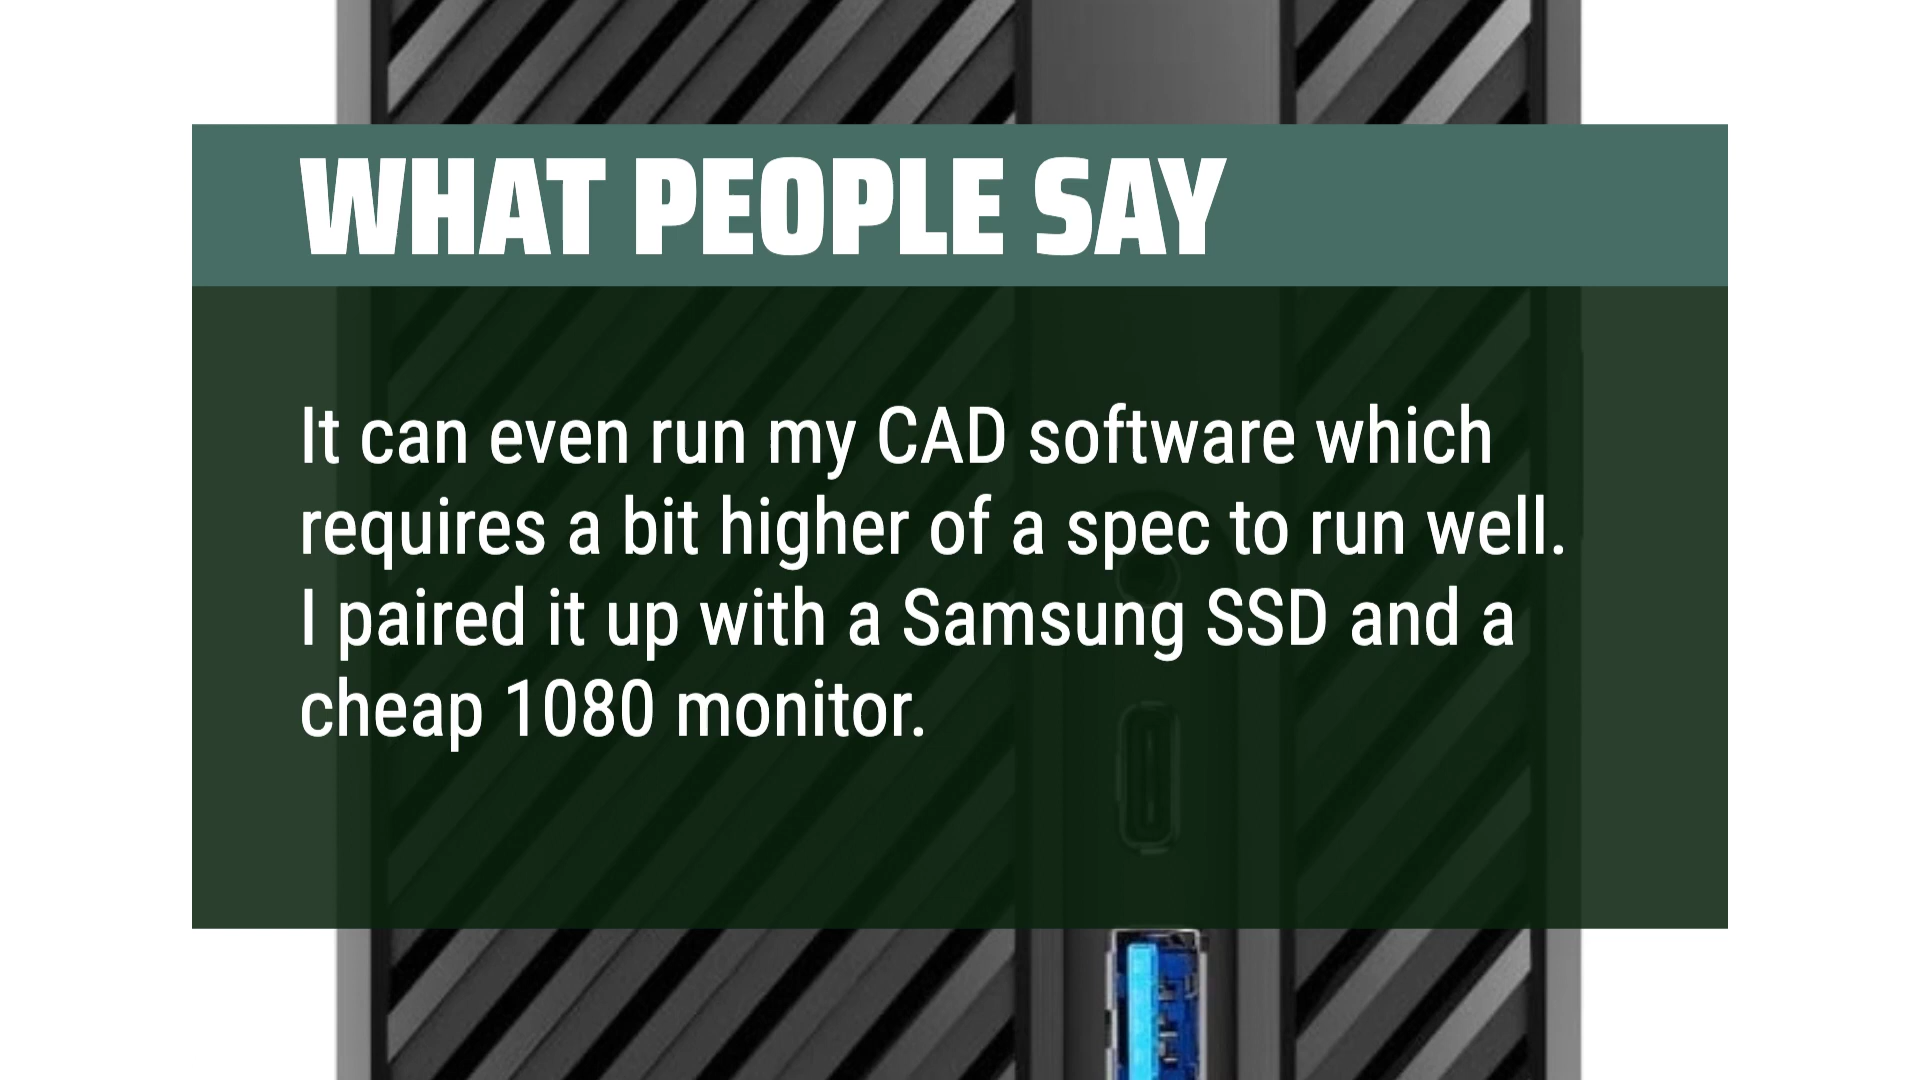 WHAT PEOPLE SAY
It can even run my CAD software which
requires a bit higher of a spec to run well.
I paired it up with a Samsung SSD and a
cheap 1080 monitor.